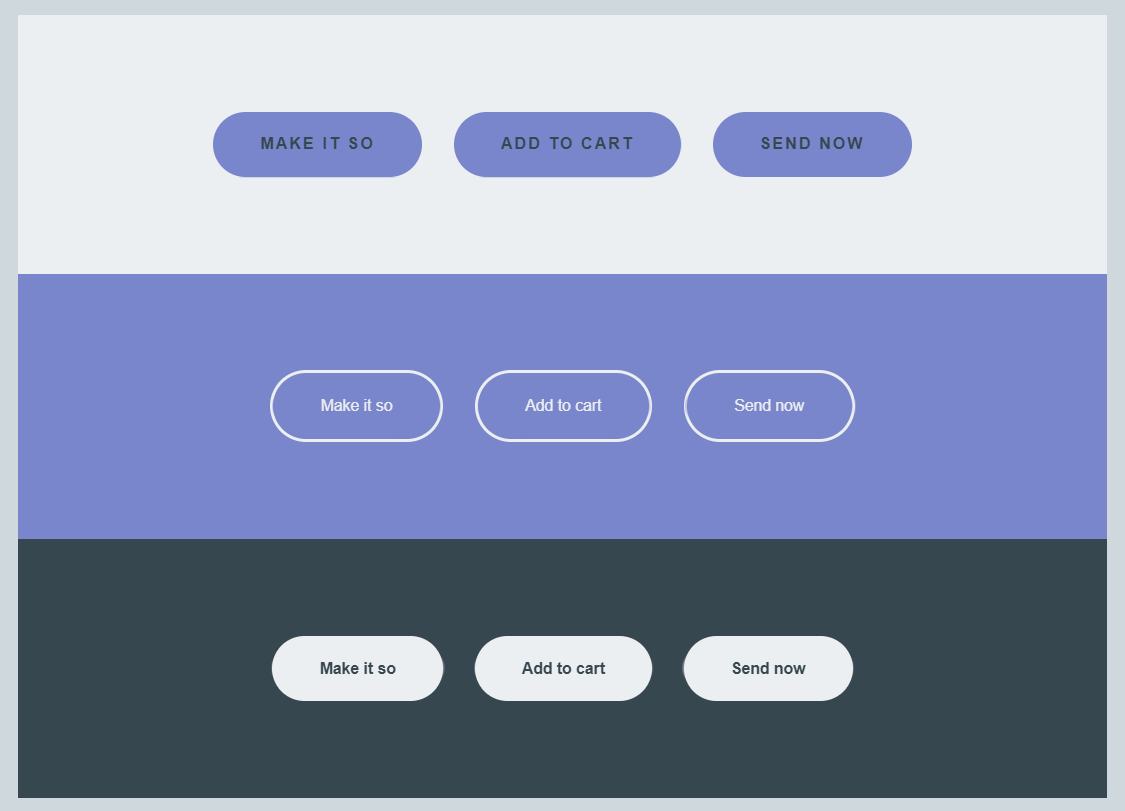 MAKE IT SO
ADD TO CART
SEND NOW
Make it so
Add to cart
Send now
Make it so
Add to cart
Send now